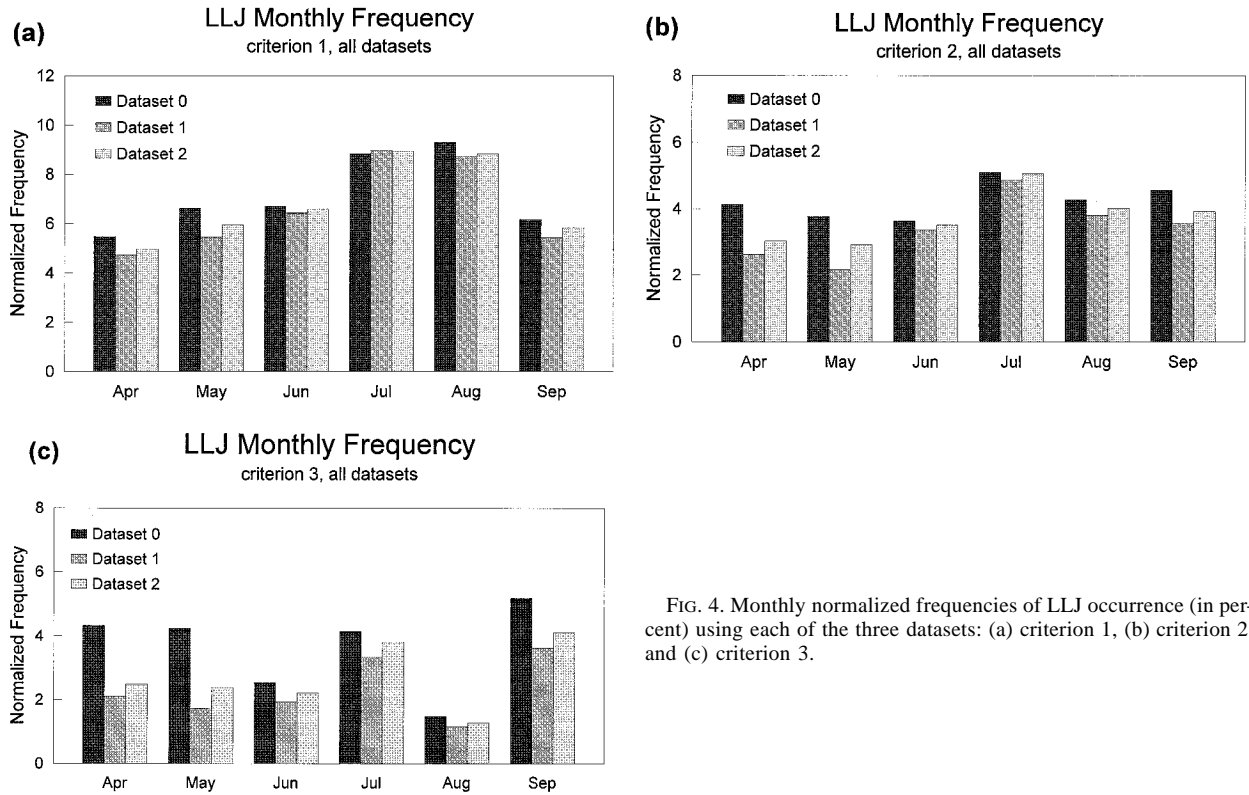 (a)
LLJ Monthly Frequency
criterion 1, all datasets
Normalized Frequency
12
10
8
6
4
2
0
Dataset 0
Dataset 1
Dataset 2
Apr May Jun Jul Aug Sep
(b)
LLJ Monthly Frequency
criterion 2, all datasets
Normalized Frequency
8
6
4
2
0
Dataset 0
Dataset 1
Dataset 2
Apr May Jun Jul Aug Sep
(c)
LLJ Monthly Frequency
criterion 3, all datasets
Normalized Frequency
8
6
4
2
0
Dataset 0
Dataset 1
Dataset 2
Apr May Jun Jul Aug Sep
FIG. 4. Monthly normalized frequencies of LLJ occurrence (in per-
cent) using each of the three datasets: (a) criterion 1, (b) criterion 2
and (c) criterion 3.